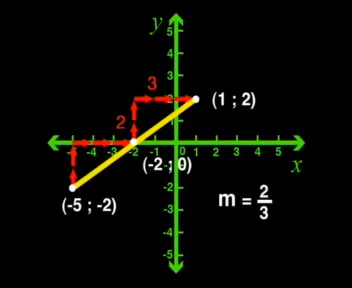 y
5
4
3
3
2
2
(1 ; 2)
1
-4 -3 -2 -1 1 2 3 4 5
(-2 ; 0)
x
(-5 ; -2)
-2
m = 2/3
-3
-4
-5